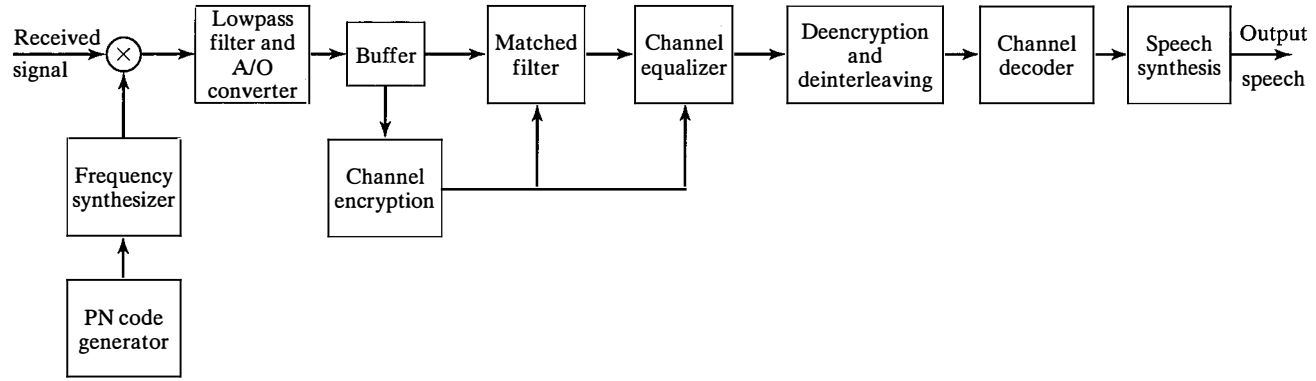 Received
signal
×
Lowpass
filter and
A/O
converter
Buffer
Matched
filter
Channel
equalizer
Deencryption
and
deinterleaving
Channel
decoder
Speech
synthesis
Output
speech
Frequency
synthesizer
Channel
encryption
PN code
generator